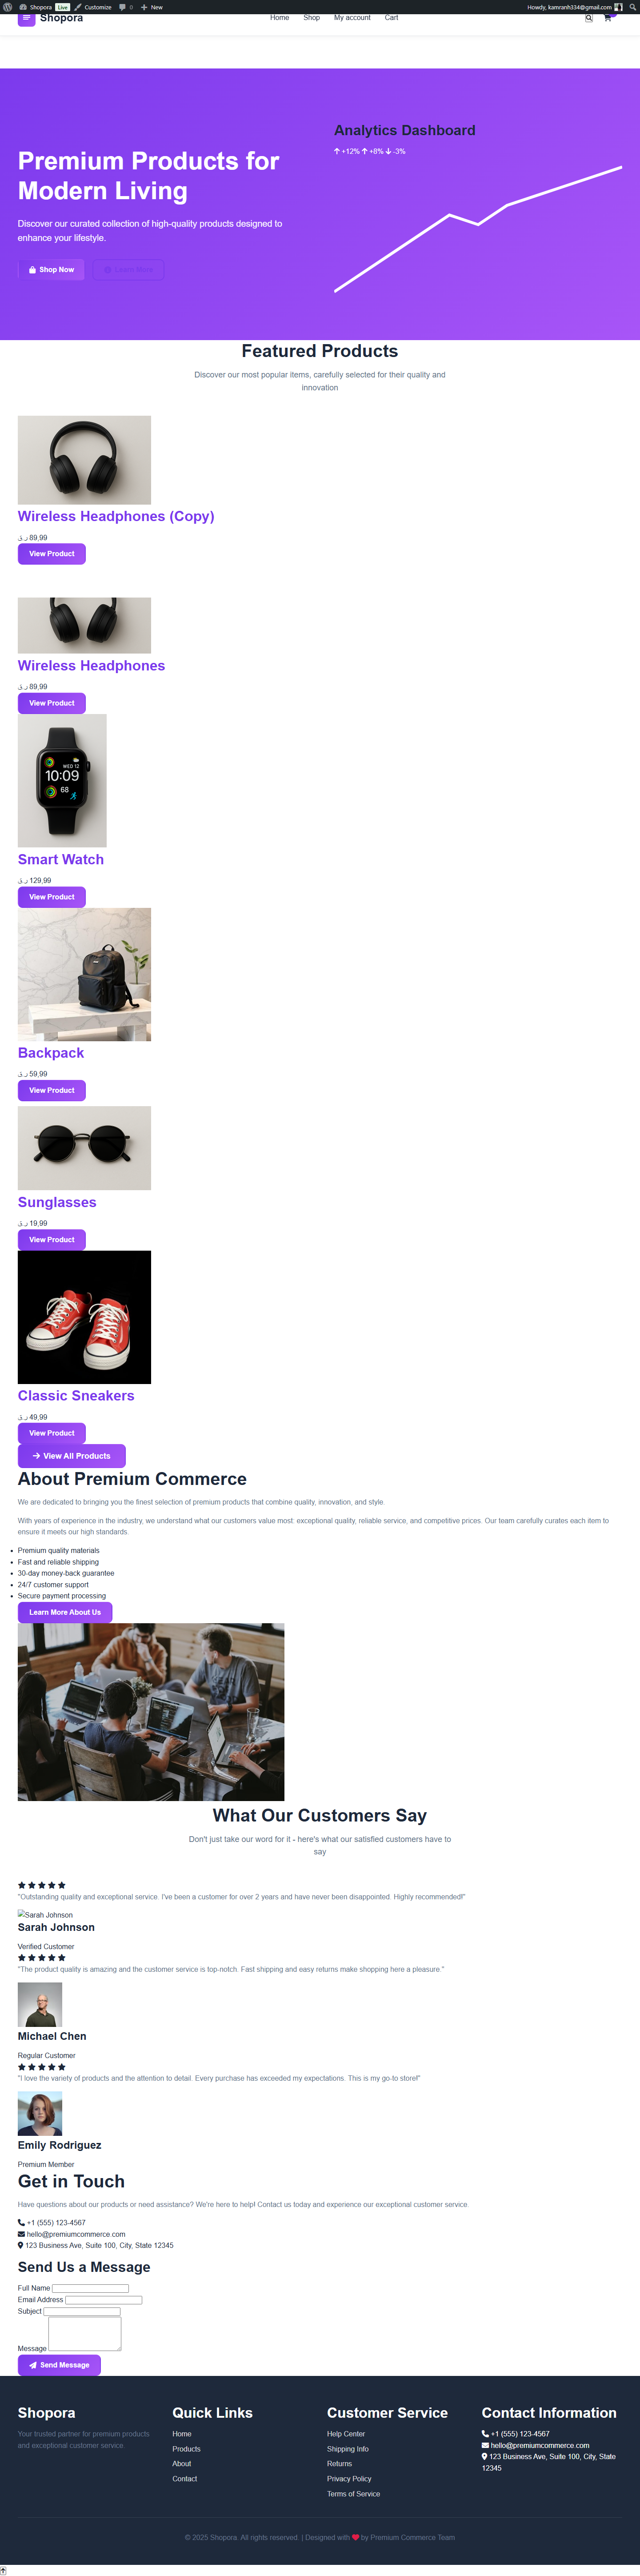 Shopora Live Customize 0 New Howdy, kamranh334@gmail.com
Shopora Home Shop My account Cart
Premium Products for
Modern Living
Discover our curated collection of high-quality products designed to
enhance your lifestyle.
Shop Now Learn More
Analytics Dashboard
+12% +8% -3%
Featured Products
Discover our most popular items, carefully selected for their quality and
innovation
Wireless Headphones (Copy)
ر.ق 89,99
View Product
Wireless Headphones
ر.ق 89,99
View Product
WED 12
10:09
68
Smart Watch
ر.ق 129,99
View Product
Backpack
ر.ق 59,99
View Product
Sunglasses
ر.ق 19,99
View Product
Classic Sneakers
ر.ق 49,99
View Product
View All Products
About Premium Commerce
We are dedicated to bringing you the finest selection of premium products that combine quality, innovation, and style.
With years of experience in the industry, we understand what our customers value most: exceptional quality, reliable service, and competitive prices. Our team carefully curates each item to
ensure it meets our high standards.
Premium quality materials
Fast and reliable shipping
30-day money-back guarantee
24/7 customer support
Secure payment processing
Learn More About Us
What Our Customers Say
Don't just take our word for it - here's what our satisfied customers have to
say
"Outstanding quality and exceptional service. I've been a customer for over 2 years and have never been disappointed. Highly recommended!"
Sarah Johnson
Sarah Johnson
Verified Customer
"The product quality is amazing and the customer service is top-notch. Fast shipping and easy returns make shopping here a pleasure."
Michael Chen
Regular Customer
"I love the variety of products and the attention to detail. Every purchase has exceeded my expectations. This is my go-to store!"
Emily Rodriguez
Premium Member
Get in Touch
Have questions about our products or need assistance? We're here to help! Contact us today and experience our exceptional customer service.
+1 (555) 123-4567
hello@premiumcommerce.com
123 Business Ave, Suite 100, City, State 12345
Send Us a Message
Full Name
Email Address
Subject
Message
Send Message
Shopora
Your trusted partner for premium products
and exceptional customer service.
Quick Links
Home
Products
About
Contact
Customer Service
Help Center
Shipping Info
Returns
Privacy Policy
Terms of Service
Contact Information
+1 (555) 123-4567
hello@premiumcommerce.com
123 Business Ave, Suite 100, City, State
12345
© 2025 Shopora. All rights reserved. | Designed with ❤ by Premium Commerce Team